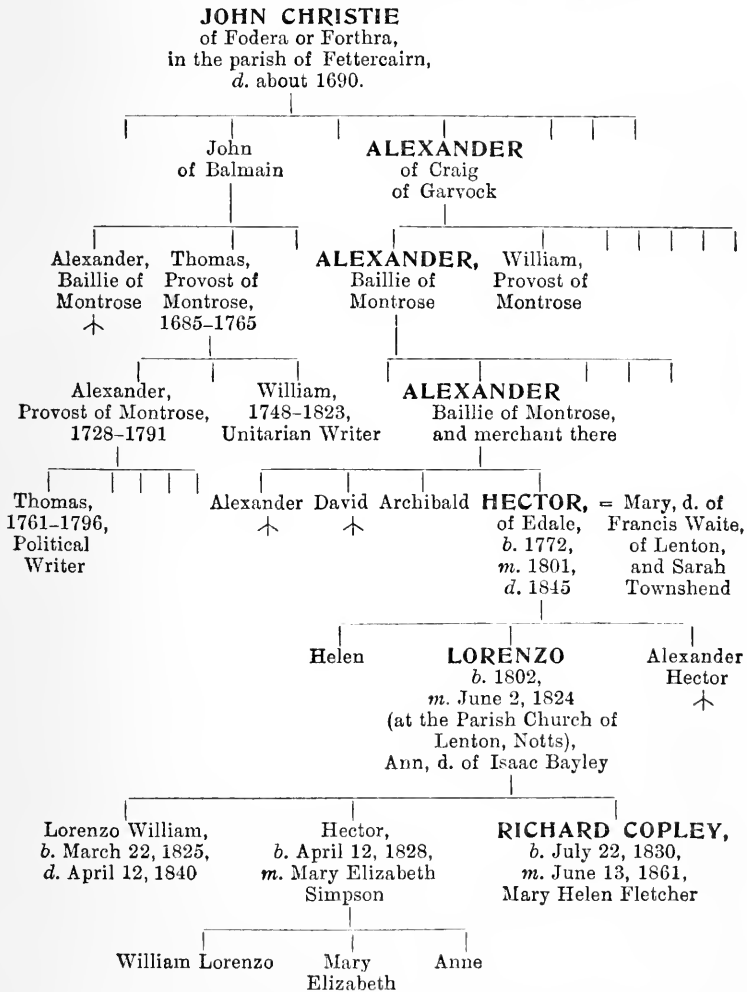 JOHN CHRISTIE
of Fodera or Forthra,
in the parish of Fettercairn,
d. about 1690.
John
of Balmain
ALEXANDER
of Craig
of Garvock
Alexander,
Baillie of
Montrose
Thomas,
Provost of
Montrose,
1685–1765
ALEXANDER,
Baillie of
Montrose
William,
Provost of
Montrose
Alexander,
Provost of Montrose,
1728–1791
William,
1748–1823,
Unitarian Writer
ALEXANDER
Baillie of Montrose,
and merchant there
Thomas,
1761–1796,
Political
Writer
Alexander
David
Archibald
HECTOR,
of Edale,
b. 1772,
m. 1801,
d. 1845
= Mary, d. of
Francis Waite,
of Lenton,
and Sarah
Townshend
Helen
LORENZO
b. 1802,
m. June 2, 1824
(at the Parish Church of
Lenton, Notts),
Ann, d. of Isaac Bayley
Alexander
Hector
Lorenzo William,
b. March 22, 1825,
d. April 12, 1840
Hector,
b. April 12, 1828,
m. Mary Elizabeth
Simpson
RICHARD COPLEY,
b. July 22, 1830,
m. June 13, 1861,
Mary Helen Fletcher
William Lorenzo
Mary
Elizabeth
Anne